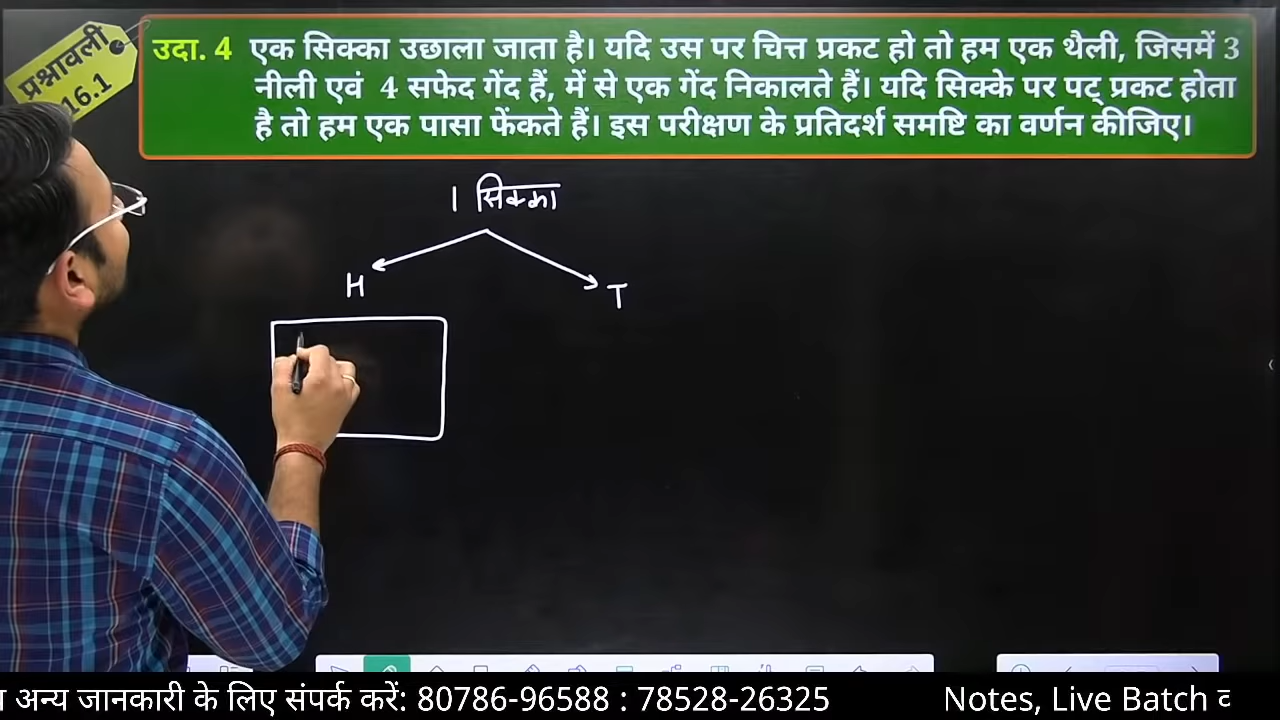 प्रश्नावली
16.1
उदा. 4 एक सिक्का उछाला जाता है। यदि उस पर चित्त प्रकट हो तो हम एक थैली, जिसमें 3
नीली एवं 4 सफेद गेंद हैं, में से एक गेंद निकालते हैं। यदि सिक्के पर पट् प्रकट होता
है तो हम एक पासा फेंकते हैं। इस परीक्षण के प्रतिदर्श समष्टि का वर्णन कीजिए।
1 सिक्का
H
T
अन्य जानकारी के लिए संपर्क करें: 80786-96588 : 78528-26325 Notes, Live Batch